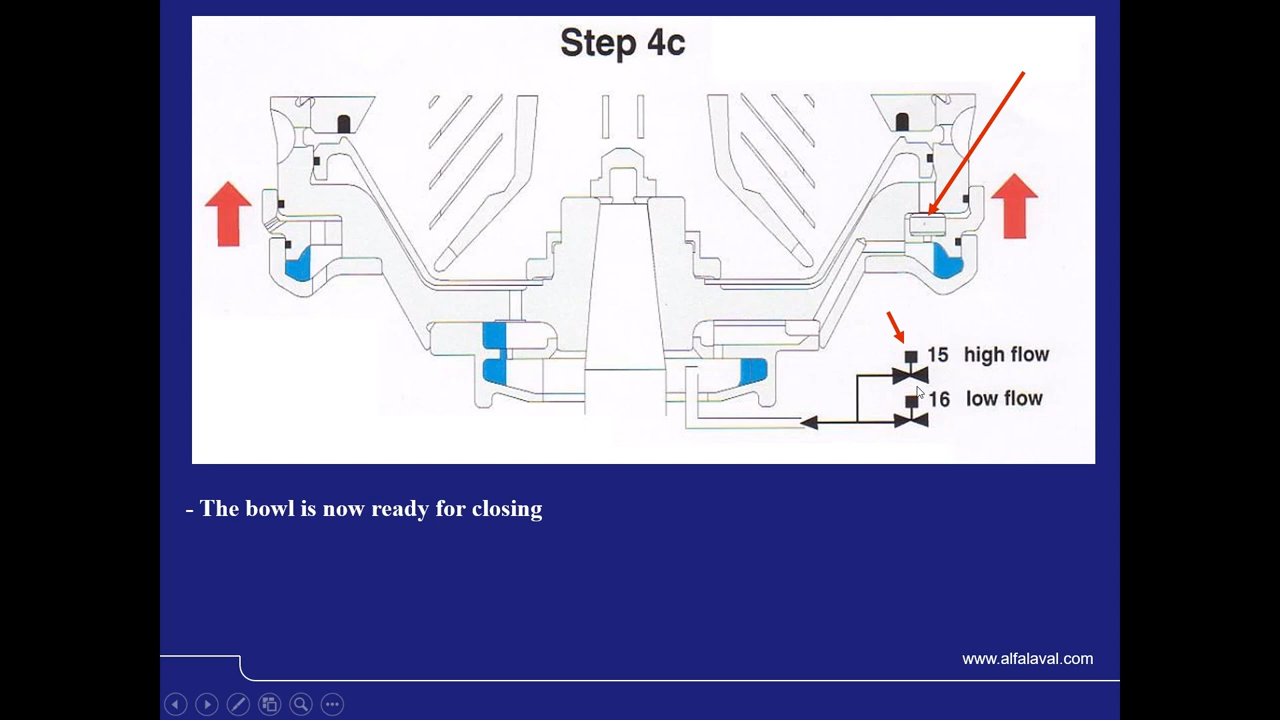 Step 4c
15 high flow
16 low flow
- The bowl is now ready for closing
www.alfalaval.com